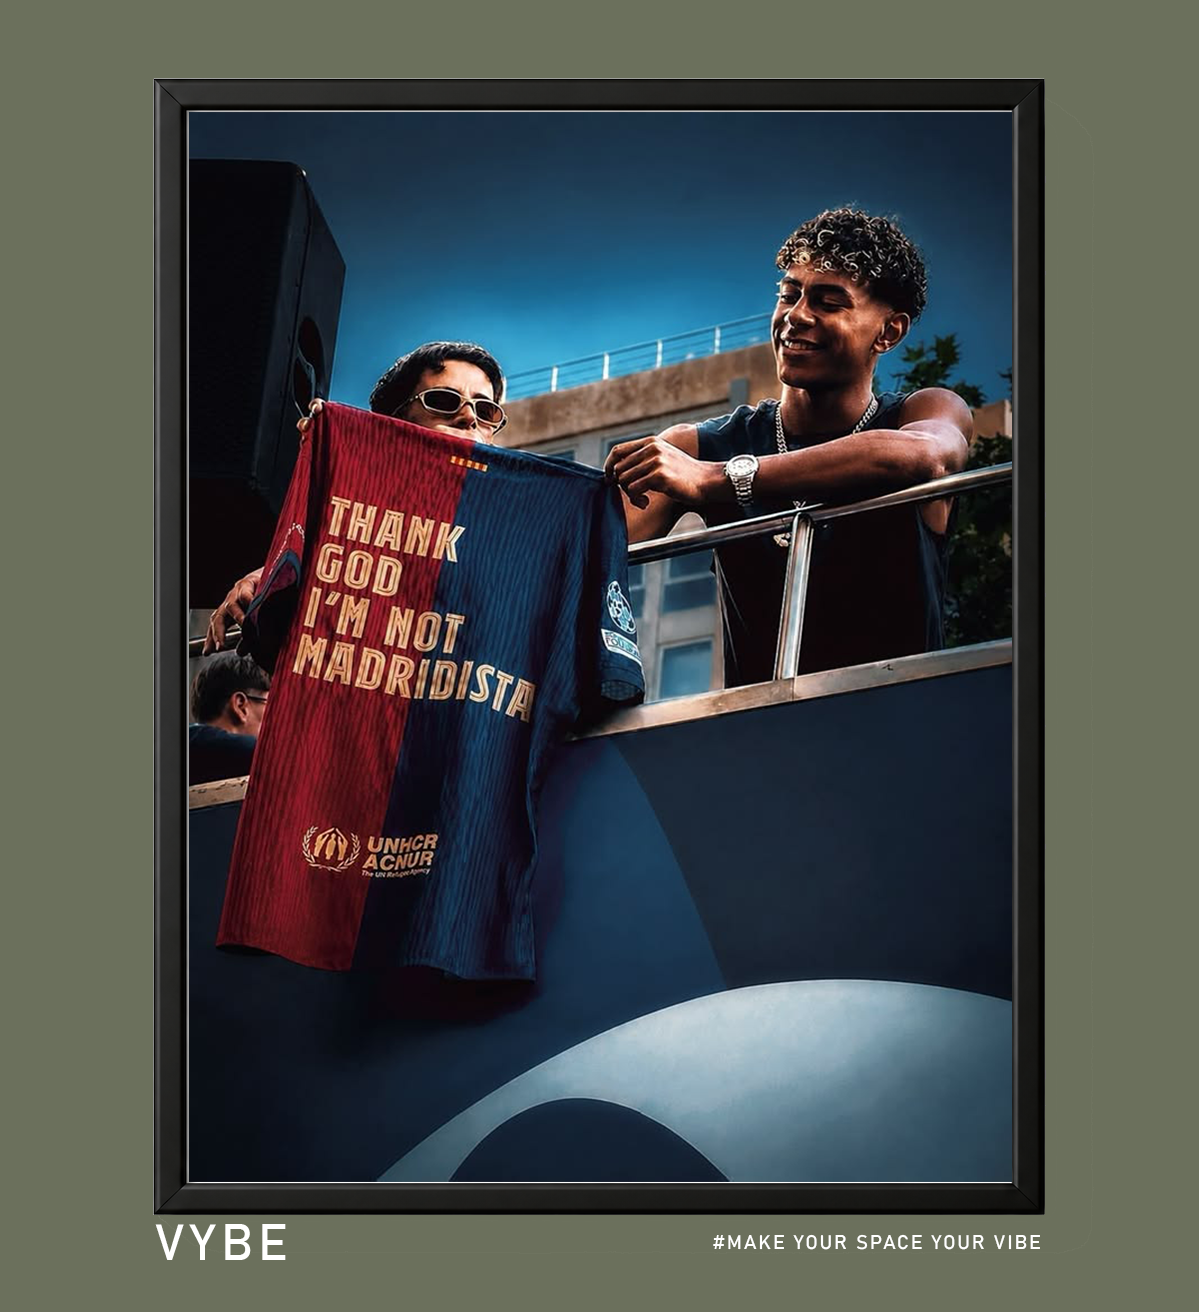 THANK
GOD
I'M NOT
MADRIDISTA
UNHCR
ACNUR
The UN Refugee Agency
VYBE
#MAKE YOUR SPACE YOUR VIBE